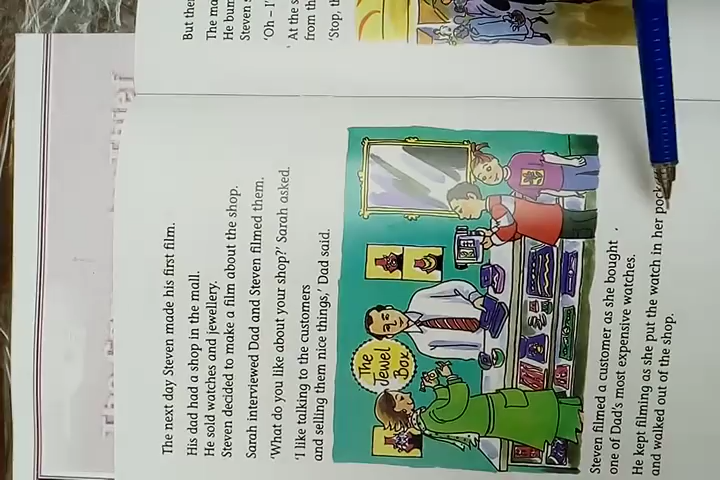 But the
The ma
He bum
Steven s
'Oh – I'
At the s
from th
'Stop, th
The next day Steven made his first film.
His dad had a shop in the mall.
He sold watches and jewellery.
Steven decided to make a film about the shop.
Sarah interviewed Dad and Steven filmed them.
'What do you like about your shop?' Sarah asked.
'I like talking to the customers
and selling them nice things,' Dad said.
The
Jewel
Box
Steven filmed a customer as she bought
one of Dad's most expensive watches.
He kept filming as she put the watch in her pock
and walked out of the shop.